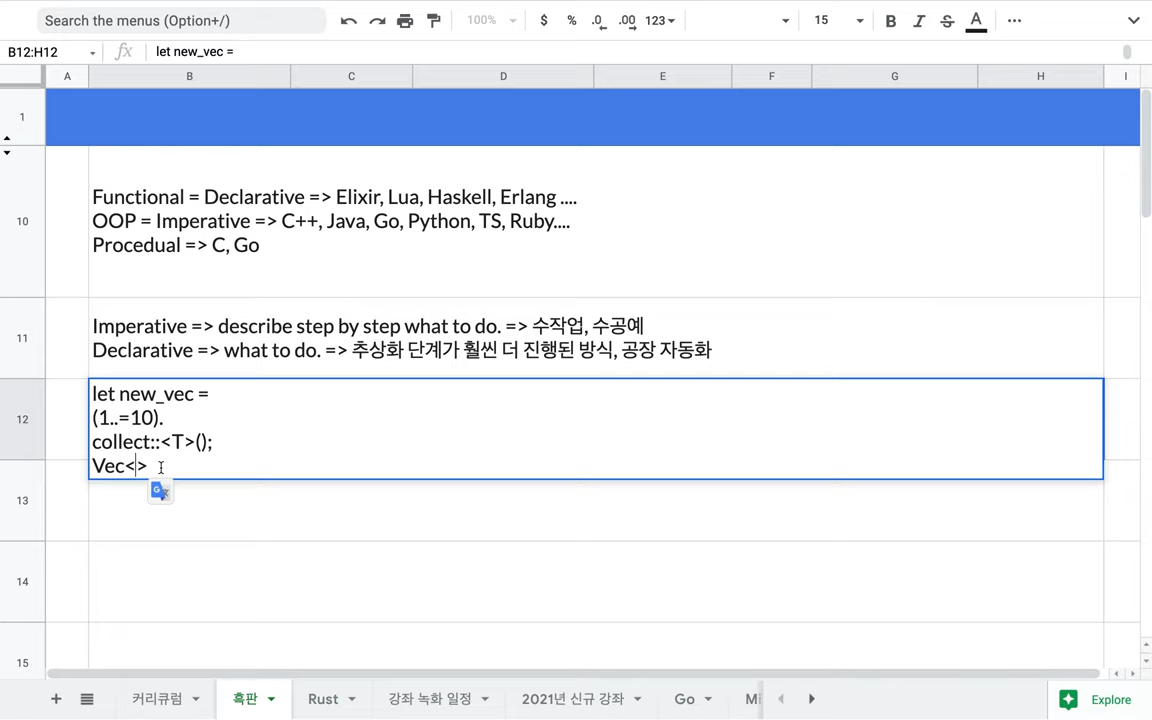 Search the menus (Option+/)
100%
$ % .0 .00 123
15
B I S A
B12:H12
fx
let new_vec =
A B C D E F G H I
1
10
Functional = Declarative => Elixir, Lua, Haskell, Erlang ....
OOP = Imperative => C++, Java, Go, Python, TS, Ruby....
Procedual => C, Go
11
Imperative => describe step by step what to do. => 수작업, 수공예
Declarative => what to do. => 추상화 단계가 훨씬 더 진행된 방식, 공장 자동화
12
let new_vec =
(1..=10).
collect::<T>();
Vec<>
13
14
15
커리큘럼 흑판 Rust 강좌 녹화 일정 2021년 신규 강좌 Go Mi
Explore